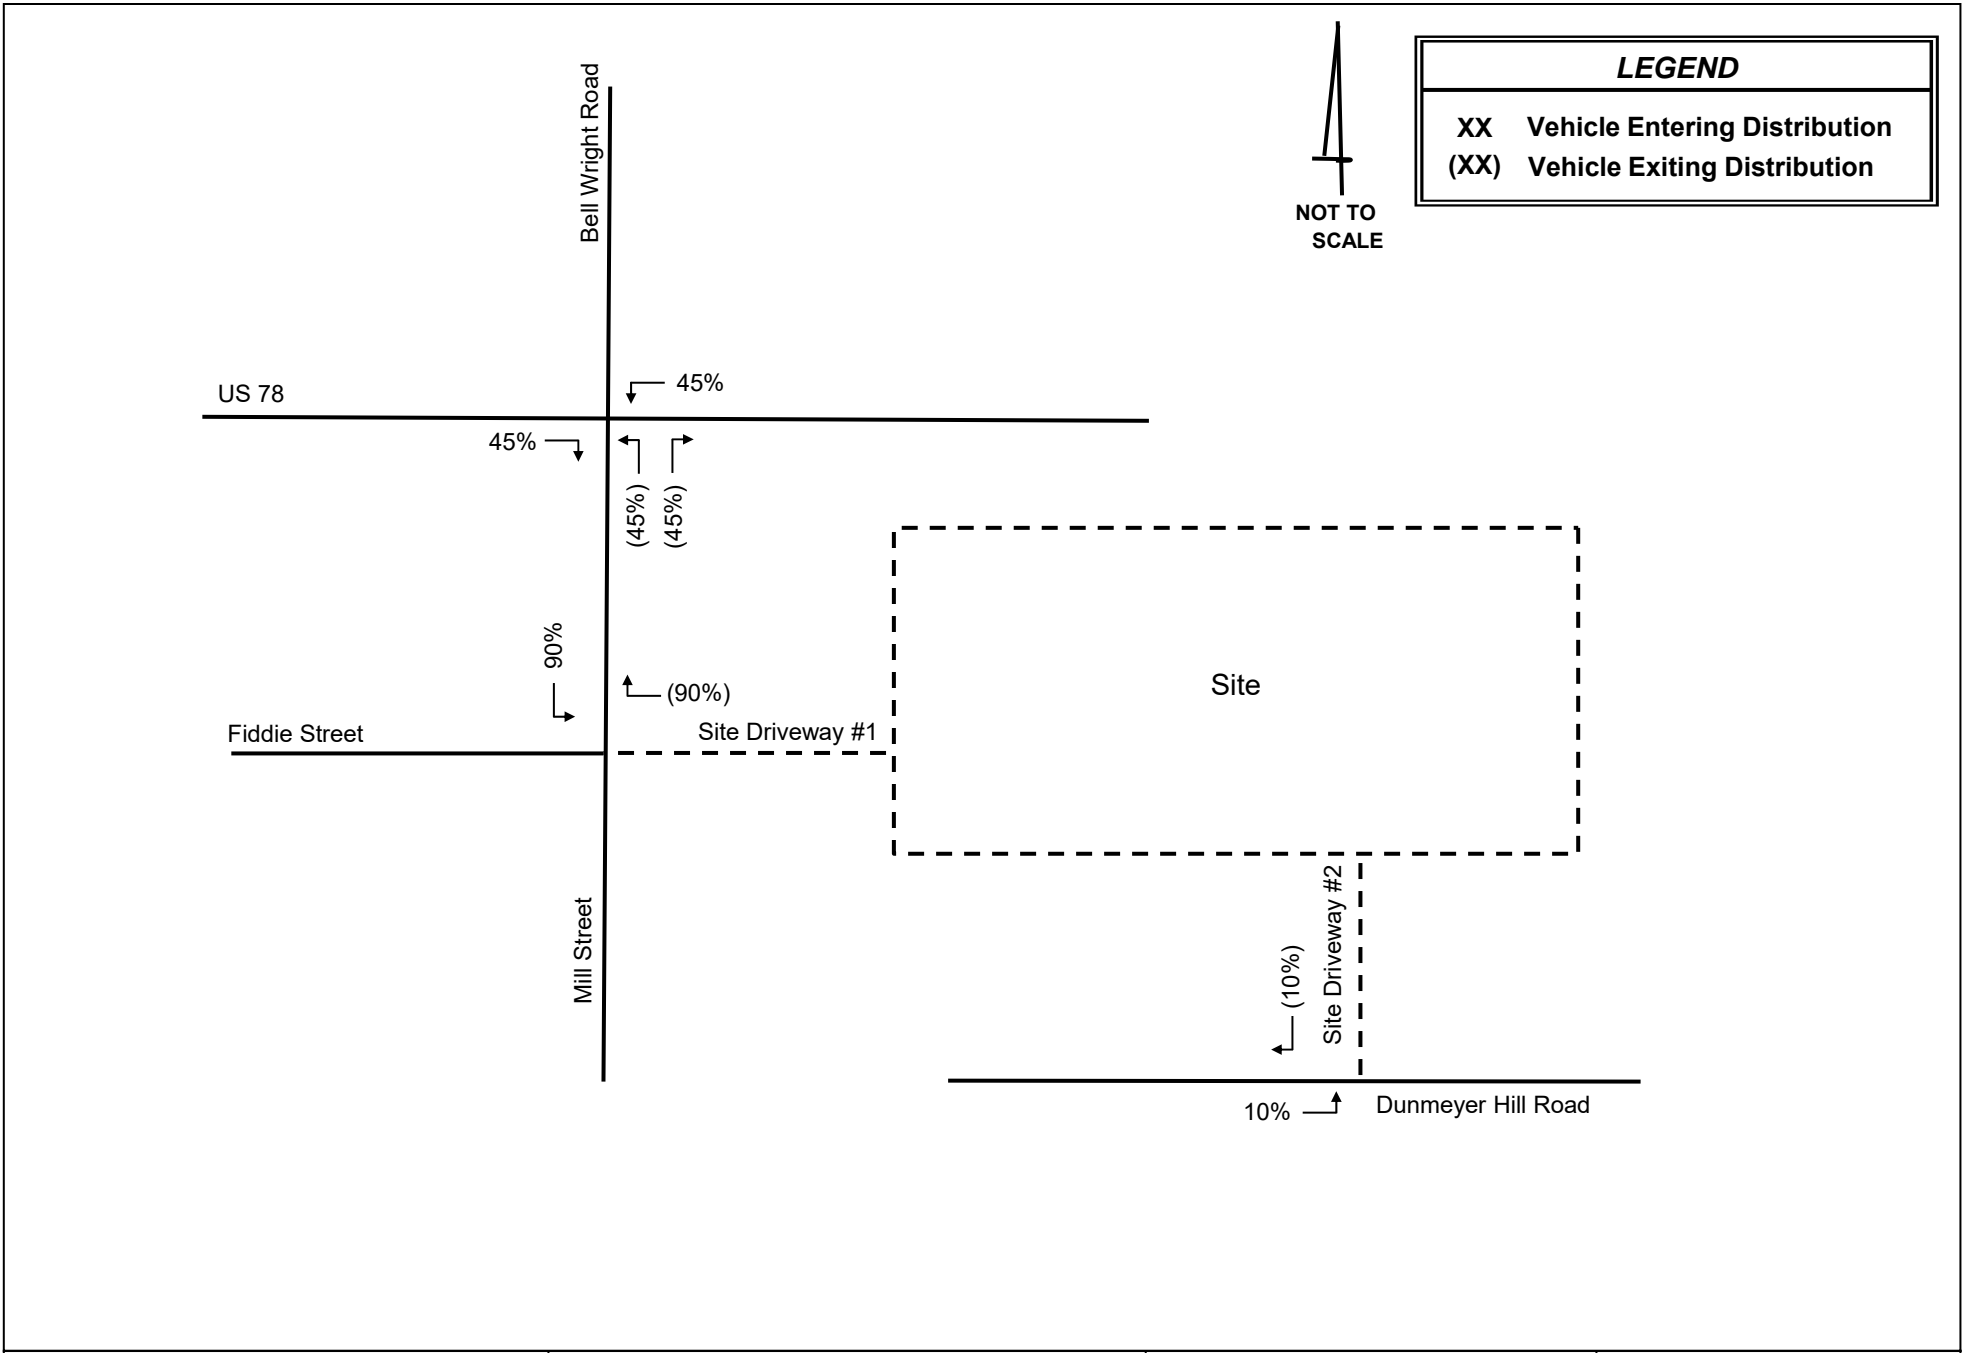 Bell Wright Road
NOT TO
SCALE
LEGEND
XX Vehicle Entering Distribution
(XX) Vehicle Exiting Distribution
US 78
45%
45%
(45%)
(45%)
90%
(90%)
Fiddie Street
Site Driveway #1
Site
Mill Street
Site Driveway #2
(10%)
10%
Dunmeyer Hill Road